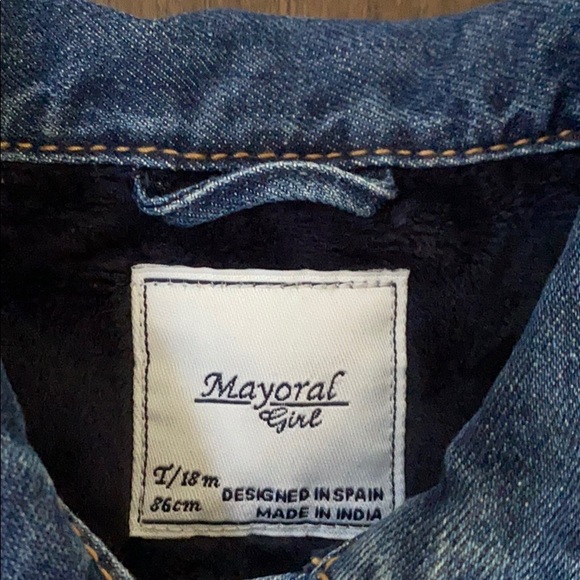 Mayoral
Girl
T/18m
86cm
DESIGNED IN SPAIN
MADE IN INDIA